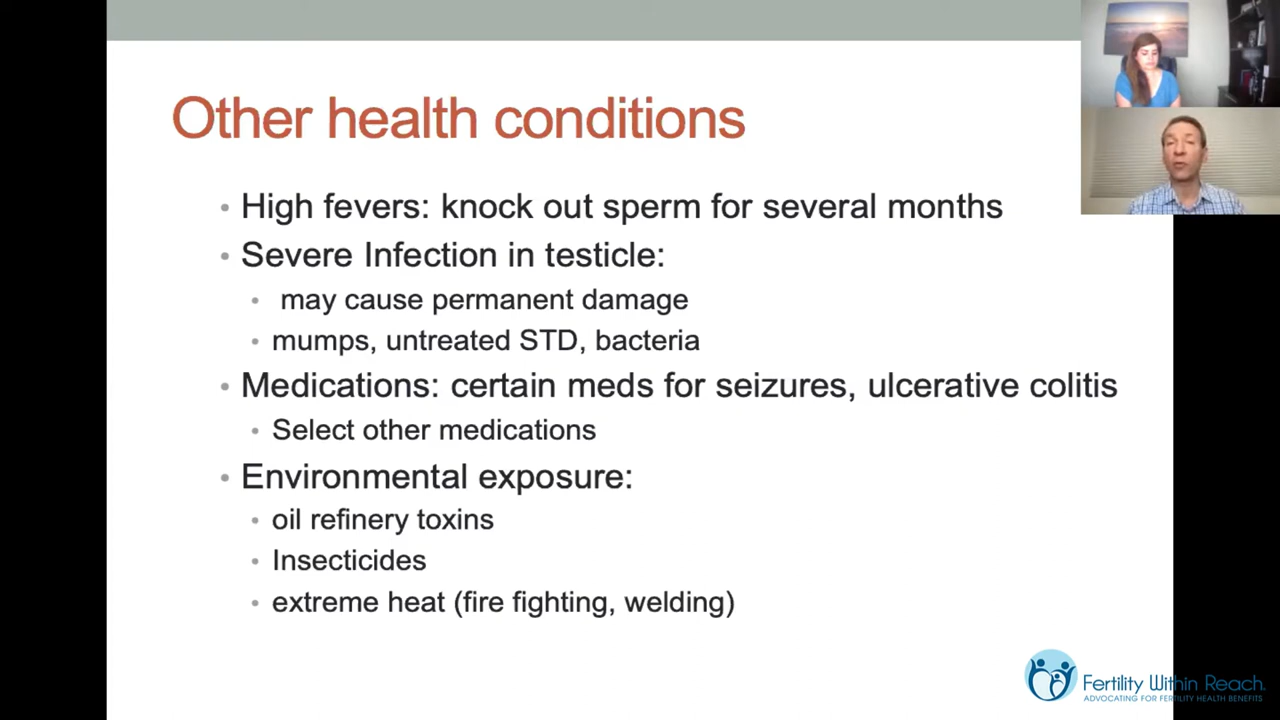 Other health conditions
• High fevers: knock out sperm for several months
• Severe Infection in testicle:
• may cause permanent damage
• mumps, untreated STD, bacteria
• Medications: certain meds for seizures, ulcerative colitis
• Select other medications
• Environmental exposure:
• oil refinery toxins
• Insecticides
• extreme heat (fire fighting, welding)
Fertility Within Reach.
ADVOCATING FOR FERTILITY HEALTH BENEFITS